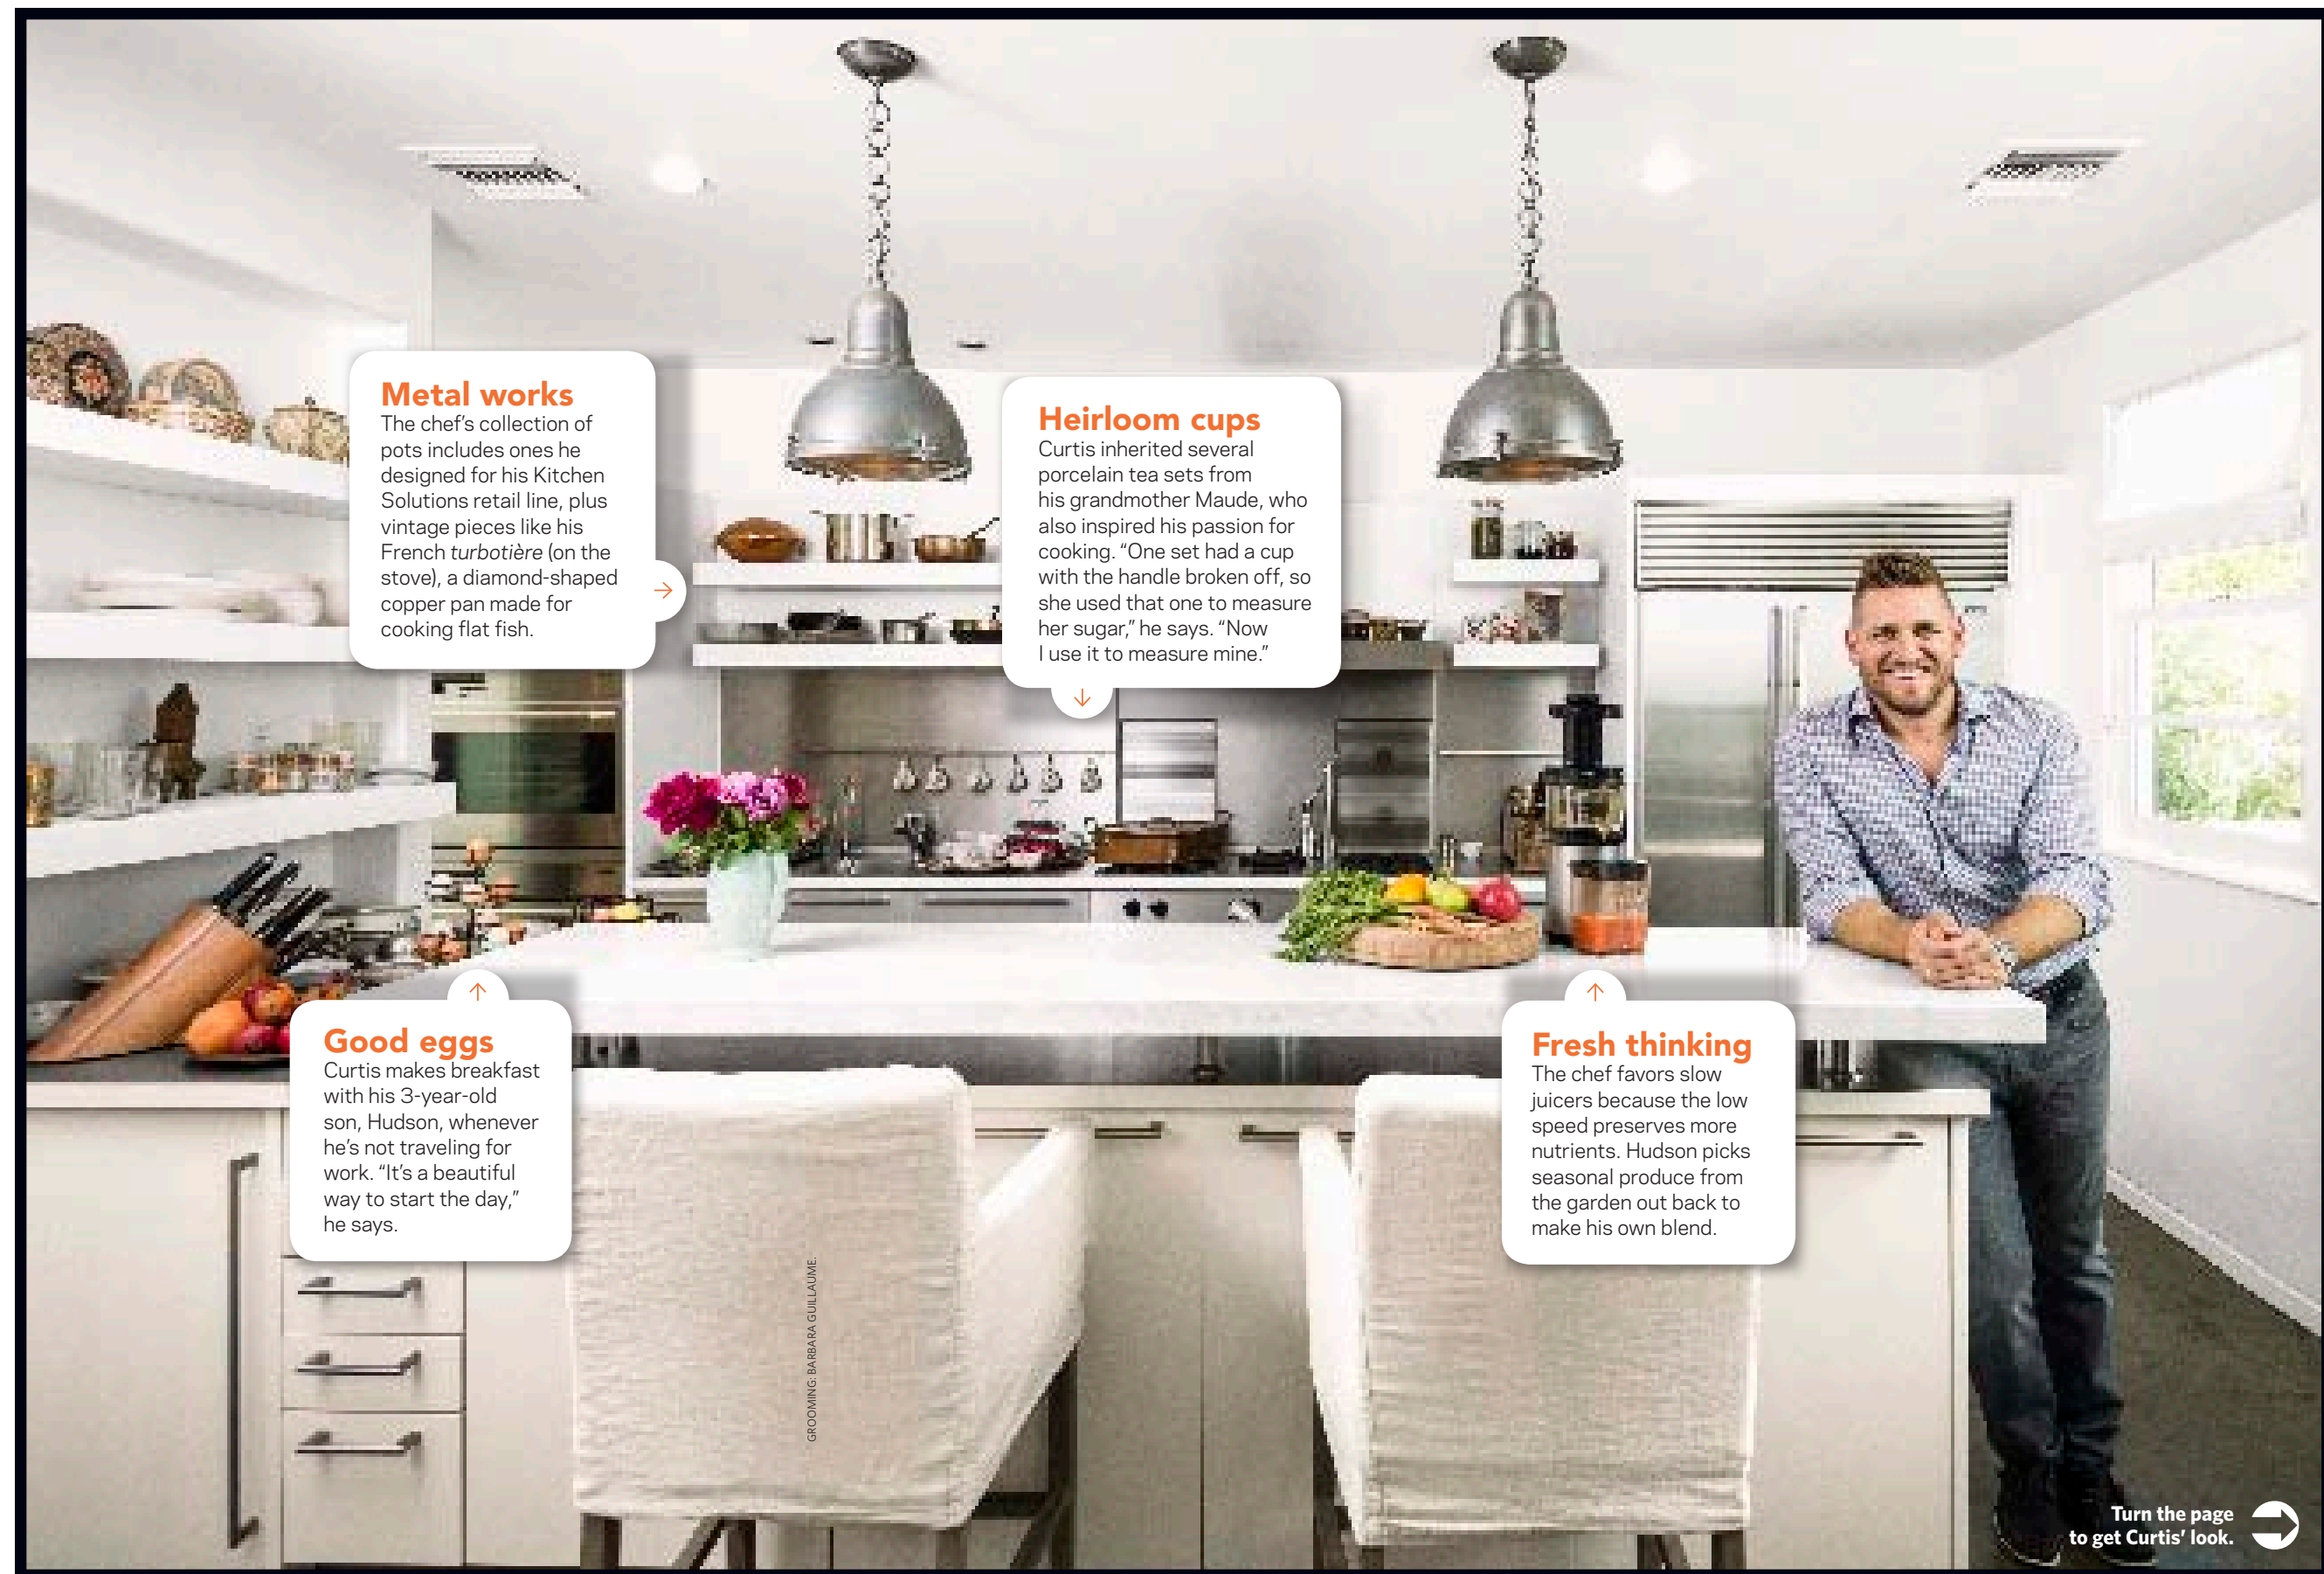 Metal works
The chef’s collection of
pots includes ones he
designed for his Kitchen
Solutions retail line, plus
vintage pieces like his
French turbotière (on the
stove), a diamond-shaped
copper pan made for
cooking flat fish.
Heirloom cups
Curtis inherited several
porcelain tea sets from
his grandmother Maude, who
also inspired his passion for
cooking. “One set had a cup
with the handle broken off, so
she used that one to measure
her sugar,” he says. “Now
I use it to measure mine.”
Good eggs
Curtis makes breakfast
with his 3-year-old
son, Hudson, whenever
he’s not traveling for
work. “It’s a beautiful
way to start the day,”
he says.
Fresh thinking
The chef favors slow
juicers because the low
speed preserves more
nutrients. Hudson picks
seasonal produce from
the garden out back to
make his own blend.
GROOMING: BARBARA GUILLAUME.
Turn the page
to get Curtis’ look.